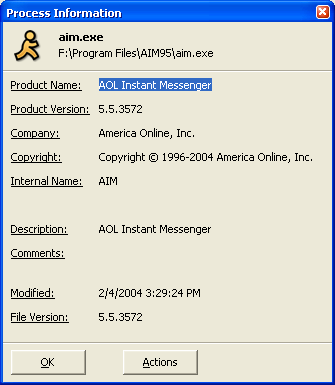 Process Information
aim.exe
F:\Program Files\AIM95\aim.exe
Product Name: AOL Instant Messenger
Product Version: 5.5.3572
Company: America Online, Inc.
Copyright: Copyright © 1996-2004 America Online, Inc.
Internal Name: AIM
Description: AOL Instant Messenger
Comments:
Modified: 2/4/2004 3:29:24 PM
File Version: 5.5.3572
OK Actions